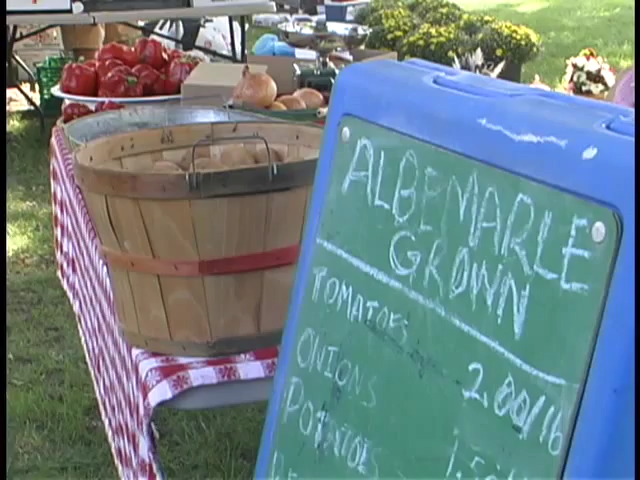 ALBEMARLE
GROWN
TOMATOES 2.00/lb
ONIONS
POTATOES